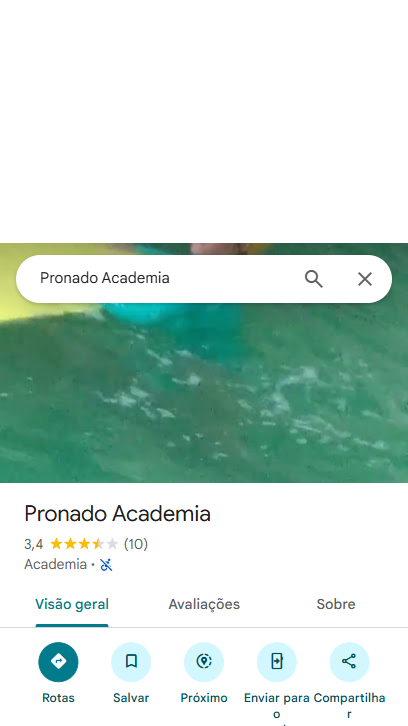 Pronado Academia
Pronado Academia
3,4 (10)
Academia ·
Visão geral Avaliações Sobre
Rotas Salvar Próximo Enviar para o Compartilhar